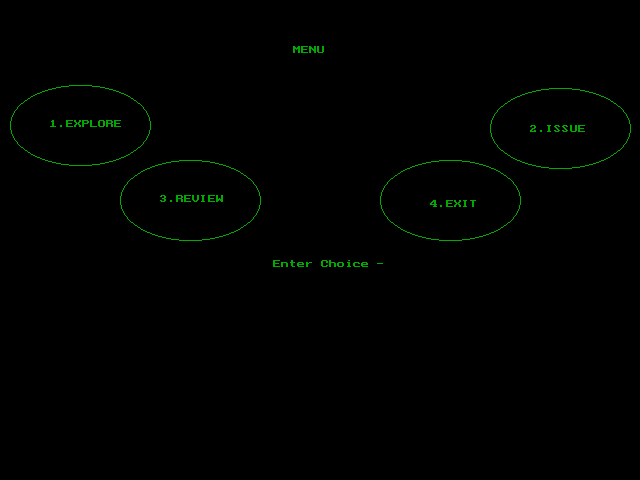 MENU
1.EXPLORE
2.ISSUE
3.REVIEW
4.EXIT
Enter Choice -